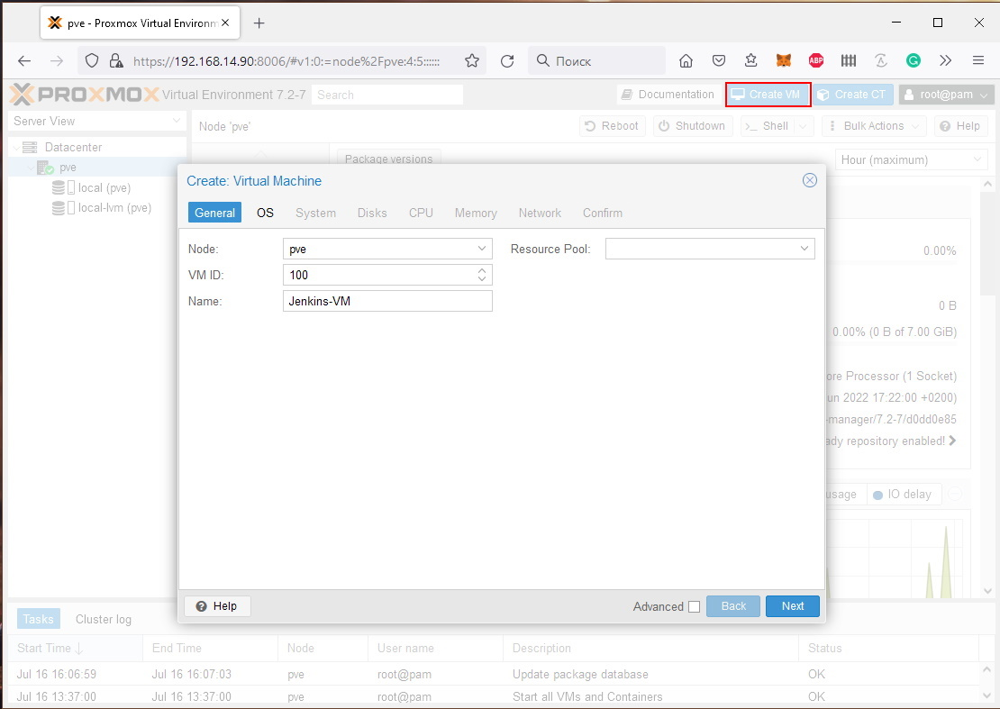 pve - Proxmox Virtual Environm
https://192.168.14.90:8006/#v1:0:=node%2Fpve:4:5::::::
Поиск
ABP
PROXMOX Virtual Environment 7.2-7
Search
Documentation
Create VM
Create CT
root@pam
Server View
Node 'pve'
Reboot
Shutdown
Shell
Bulk Actions
Help
Datacenter
pve
local (pve)
local-lvm (pve)
Package versions
Hour (maximum)
Create: Virtual Machine
General OS System Disks CPU Memory Network Confirm
Node: pve Resource Pool:
VM ID: 100
Name: Jenkins-VM
0.00%
0 B
0.00% (0 B of 7.00 GiB)
ore Processor (1 Socket)
un 2022 17:22:00 +0200)
-manager/7.2-7/d0dd0e85
ady repository enabled!
usage IO delay
Help
Advanced
Back
Next
Tasks Cluster log
Start Time End Time Node User name Description Status
Jul 16 16:06:59 Jul 16 16:07:03 pve root@pam Update package database OK
Jul 16 13:37:00 Jul 16 13:37:00 pve root@pam Start all VMs and Containers OK